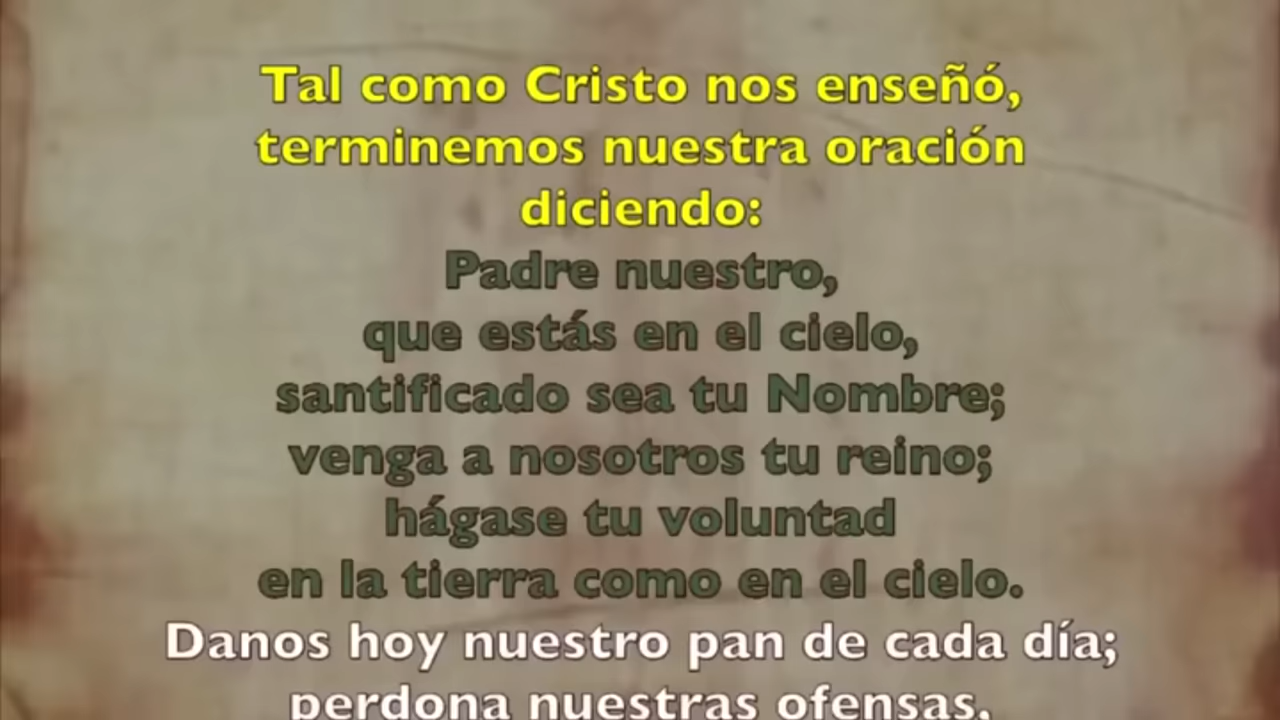 Tal como Cristo nos enseñó,
terminemos nuestra oración
diciendo:
Padre nuestro,
que estás en el cielo,
santificado sea tu Nombre;
venga a nosotros tu reino;
hágase tu voluntad
en la tierra como en el cielo.
Danos hoy nuestro pan de cada día;
perdona nuestras ofensas,